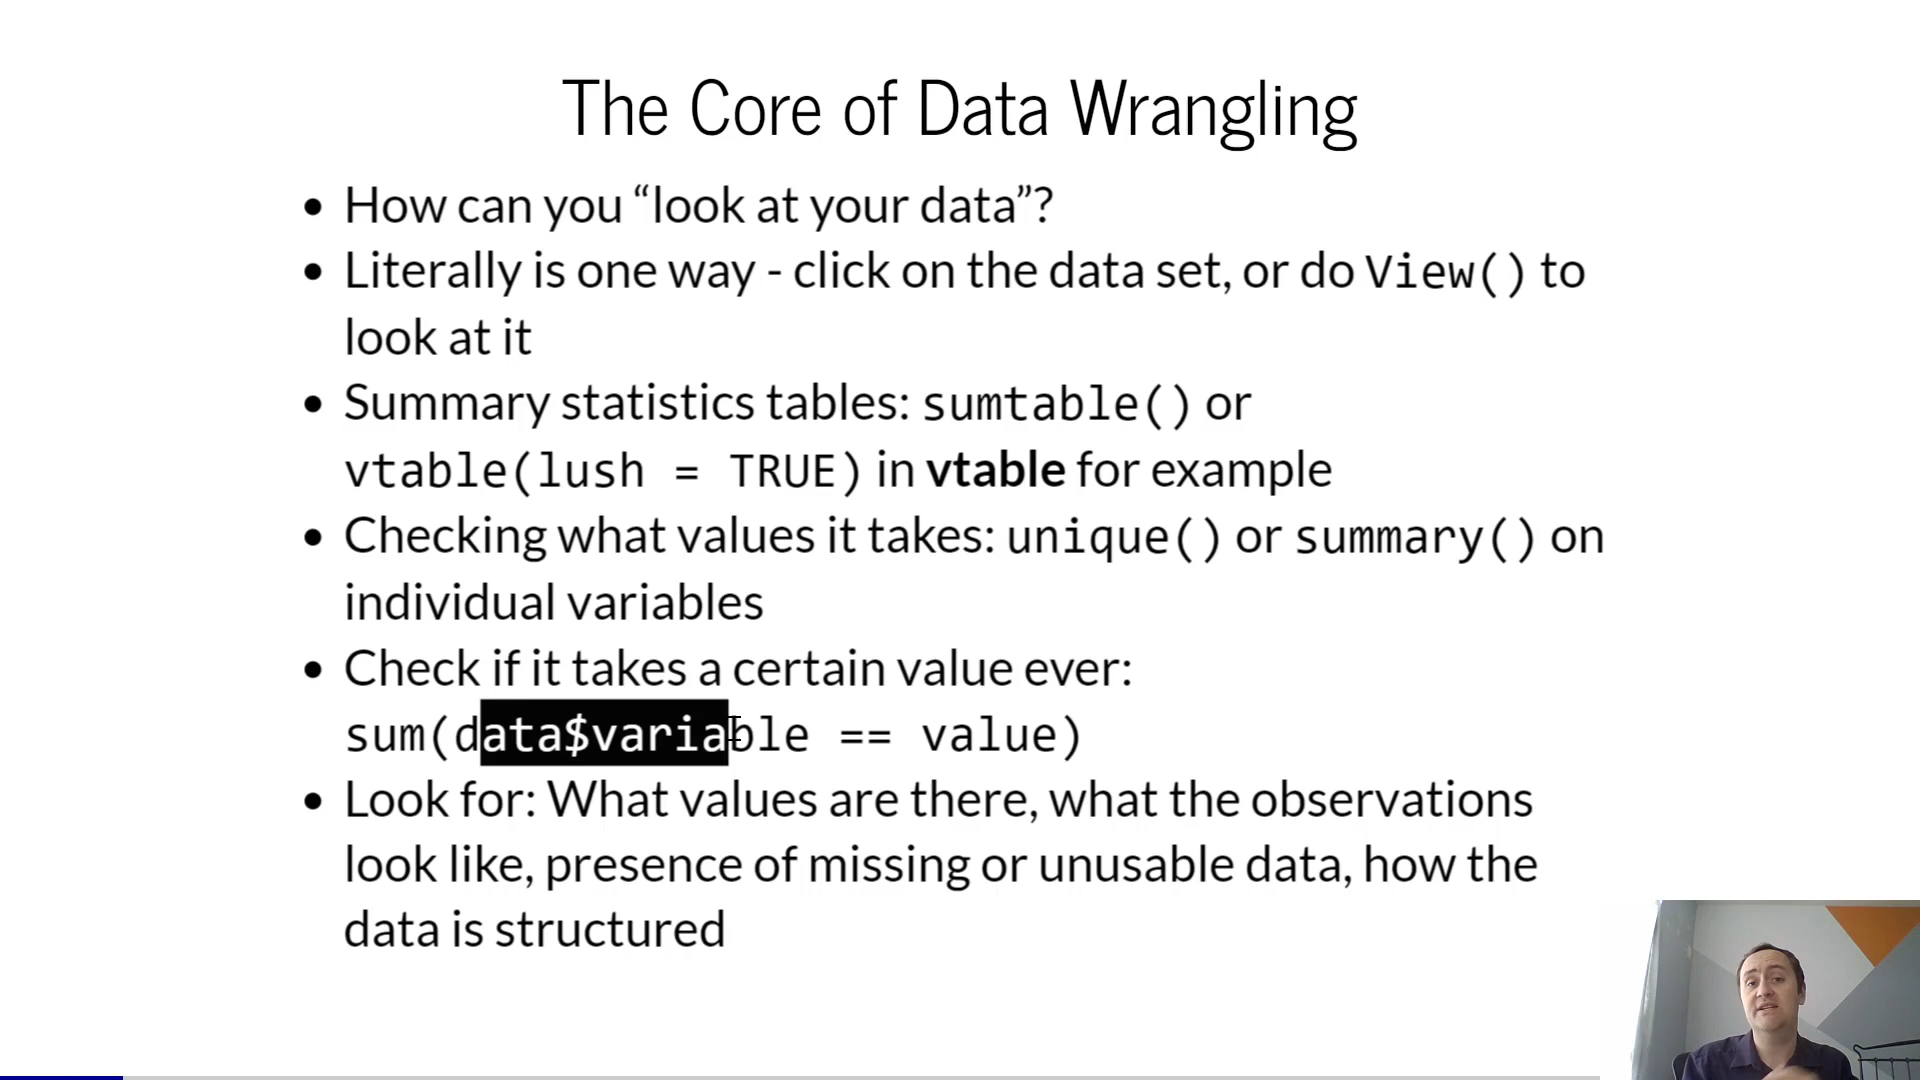 The Core of Data Wrangling
• How can you “look at your data”?
• Literally is one way - click on the data set, or do View() to
look at it
• Summary statistics tables: sumtable() or
vtable(lush = TRUE) in vtable for example
• Checking what values it takes: unique() or summary() on
individual variables
• Check if it takes a certain value ever:
sum(data$variable == value)
• Look for: What values are there, what the observations
look like, presence of missing or unusable data, how the
data is structured